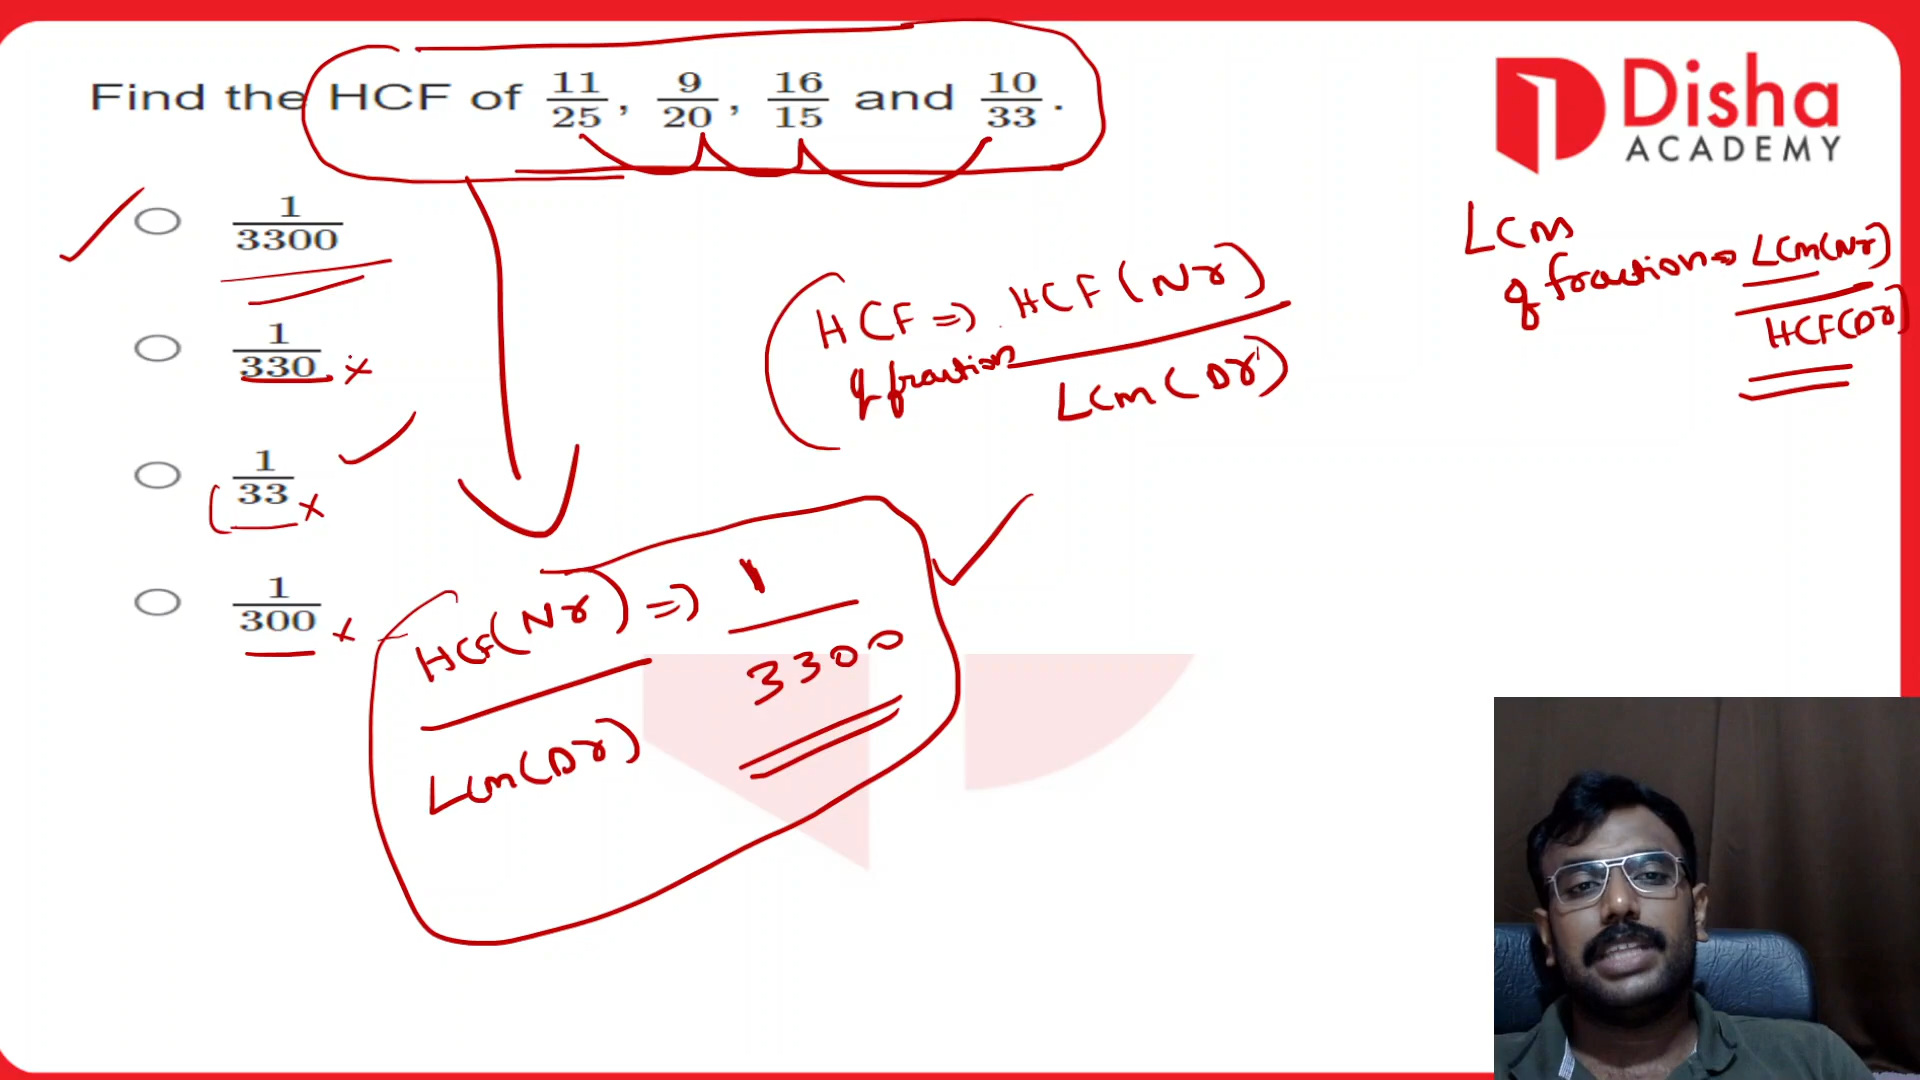 Find the HCF of 11/25, 9/20, 16/15 and 10/33.
Disha
ACADEMY
1/3300
1/330 ×
1/33 ×
1/300 ×
HCF of fraction => HCF(Nr)/LCM(Dr)
LCM of fraction => LCM(Nr)/HCF(Dr)
HCF(Nr)/LCM(Dr) => 1/3300